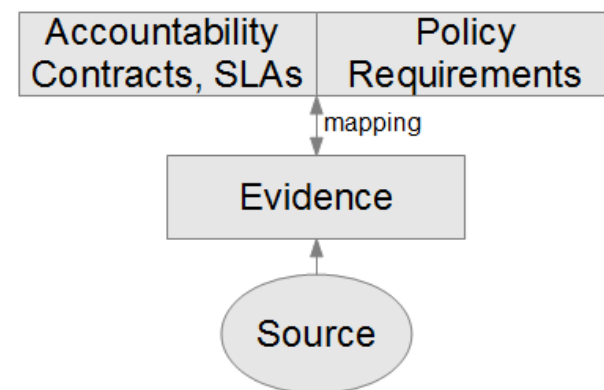 Accountability
Contracts, SLAs
Policy
Requirements
mapping
Evidence
Source